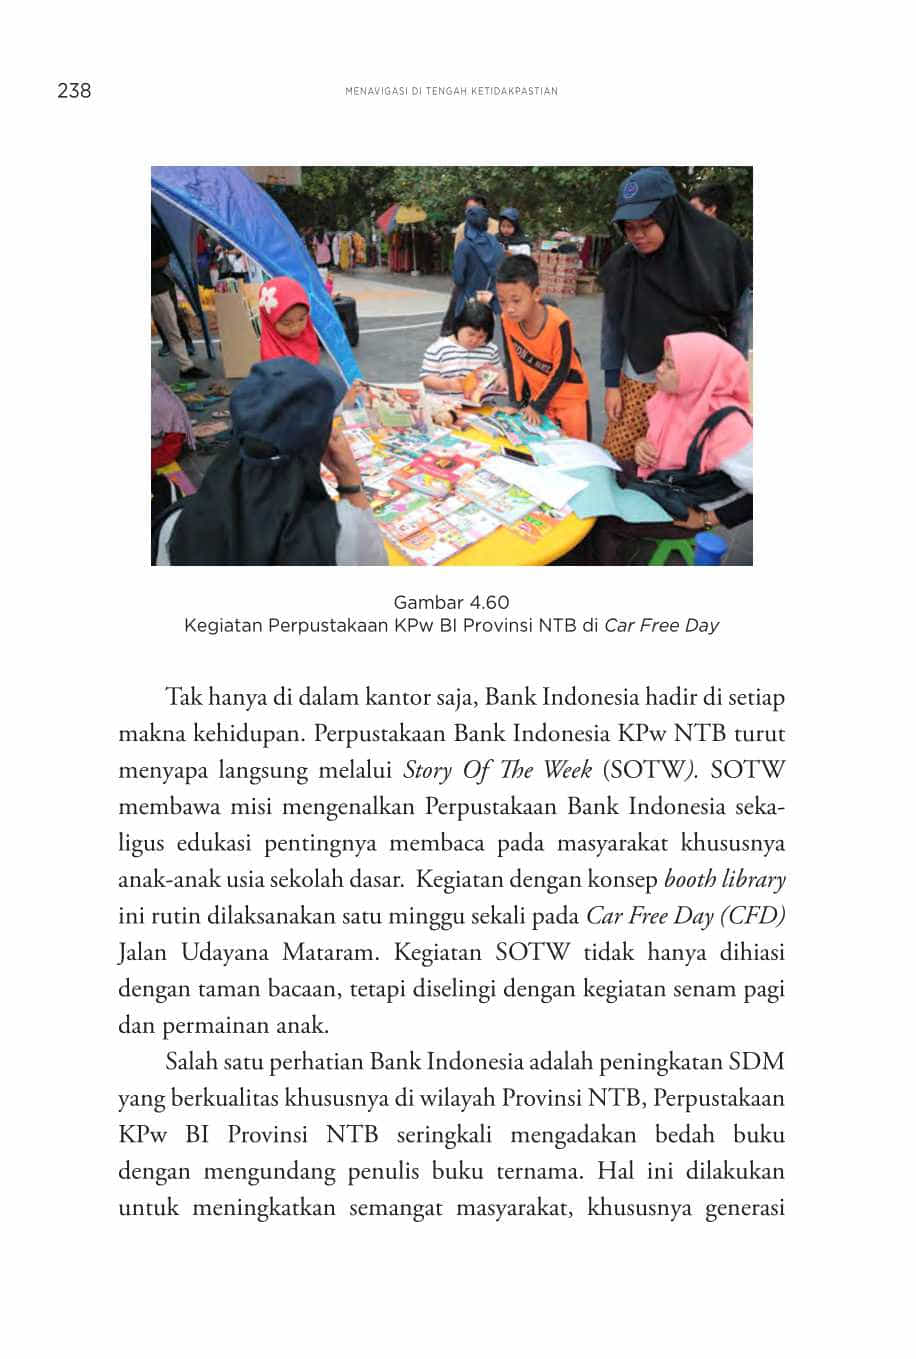 238
MENAVIGASI DI TENGAH KETIDAKPASTIAN
Gambar 4.60
Kegiatan Perpustakaan KPw BI Provinsi NTB di Car Free Day
Tak hanya di dalam kantor saja, Bank Indonesia hadir di setiap
makna kehidupan. Perpustakaan Bank Indonesia KPw NTB turut
menyapa langsung melalui Story Of The Week (SOTW). SOTW
membawa misi mengenalkan Perpustakaan Bank Indonesia seka-
ligus edukasi pentingnya membaca pada masyarakat khususnya
anak-anak usia sekolah dasar. Kegiatan dengan konsep booth library
ini rutin dilaksanakan satu minggu sekali pada Car Free Day (CFD)
Jalan Udayana Mataram. Kegiatan SOTW tidak hanya dihiasi
dengan taman bacaan, tetapi diselingi dengan kegiatan senam pagi
dan permainan anak.
Salah satu perhatian Bank Indonesia adalah peningkatan SDM
yang berkualitas khususnya di wilayah Provinsi NTB, Perpustakaan
KPw BI Provinsi NTB seringkali mengadakan bedah buku
dengan mengundang penulis buku ternama. Hal ini dilakukan
untuk meningkatkan semangat masyarakat, khususnya generasi